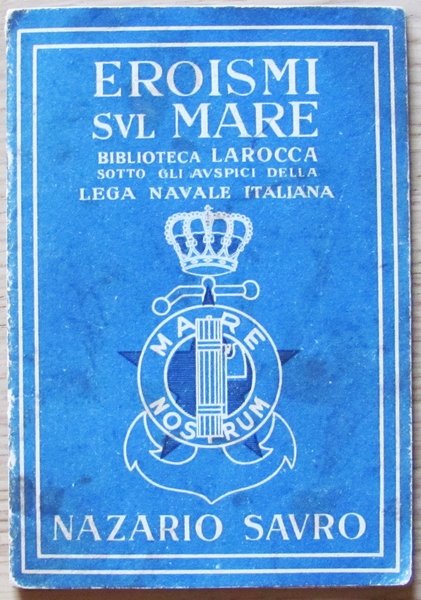 EROISMI
SVL MARE
BIBLIOTECA LAROCCA
SOTTO GLI AVSPICI DELLA
LEGA NAVALE ITALIANA
MARE
NOSTRUM
NAZARIO SAVRO